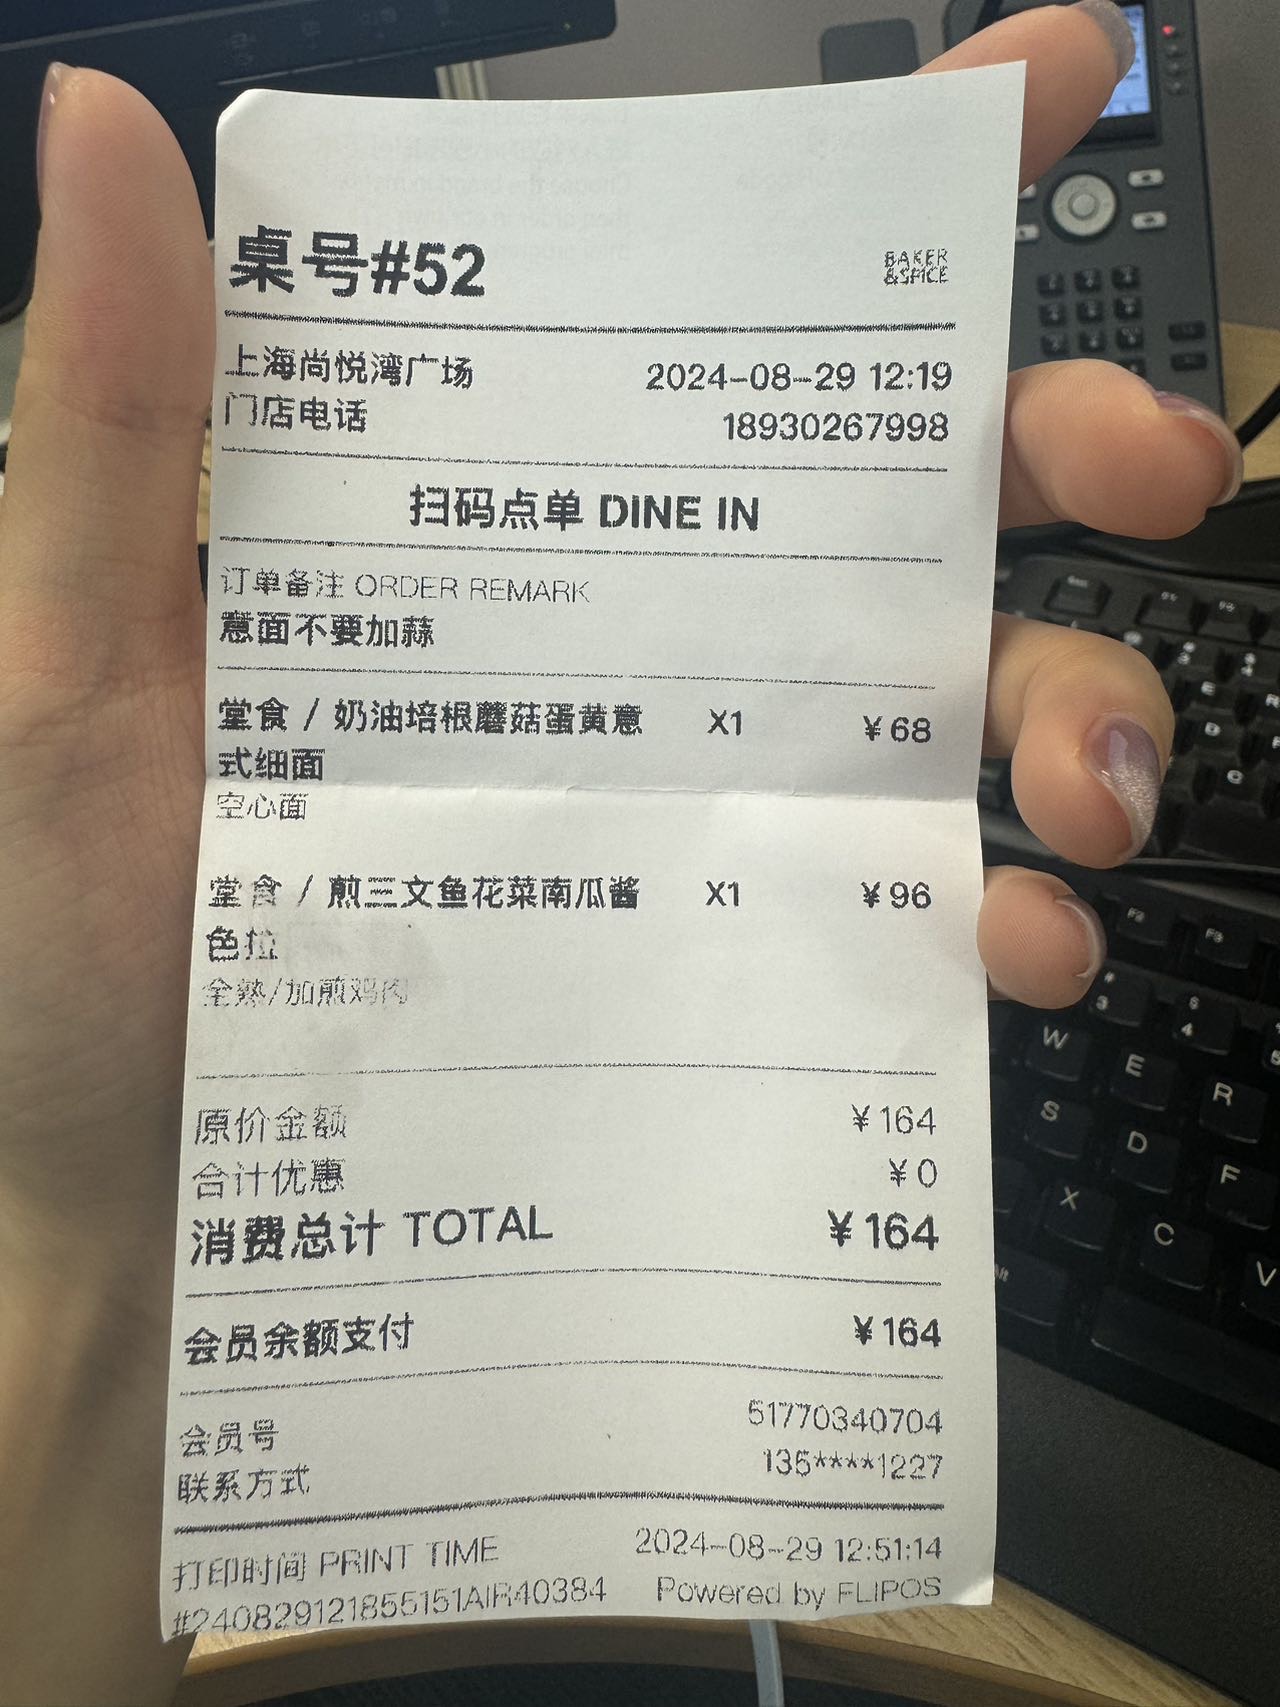 桌号#52
BAKER
&SPICE
上海尚悦湾广场 2024-08-29 12:19
门店电话 18930267998
扫码点单 DINE IN
订单备注 ORDER REMARK
意面不要加蒜
堂食 / 奶油培根蘑菇蛋黄意 X1 ¥68
式细面
空心面
堂食 / 煎三文鱼花菜南瓜酱 X1 ¥96
色拉
全熟/加煎鸡肉
原价金额 ¥164
合计优惠 ¥0
消费总计 TOTAL ¥164
会员余额支付 ¥164
会员号 51770340704
联系方式 135****1227
打印时间 PRINT TIME 2024-08-29 12:51:14
#240829121855151AIR40384 Powered by FLIPOS